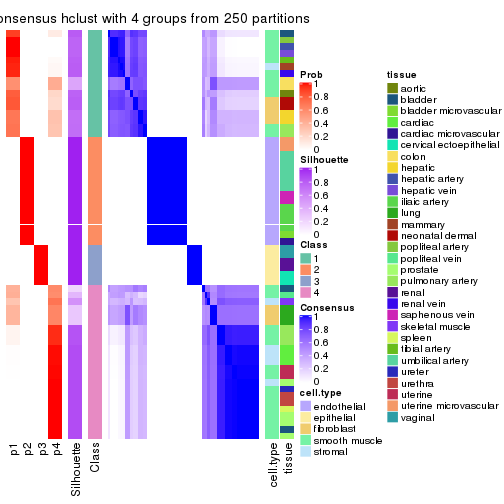 onsensus hclust with 4 groups from 250 partitions
Prob
1
0.8
0.6
0.4
0.2
0
Silhouette
1
0.8
0.6
0.4
0.2
0
Class
1
2
3
4
Consensus
1
0.8
0.6
0.4
0.2
0
cell.type
endothelial
epithelial
fibroblast
smooth muscle
stromal
tissue
aortic
bladder
bladder microvascular
cardiac
cardiac microvascular
cervical ectoepithelial
colon
hepatic
hepatic artery
hepatic vein
iliac artery
lung
mammary
neonatal dermal
popliteal artery
popliteal vein
prostate
pulmonary artery
renal
renal vein
saphenous vein
skeletal muscle
spleen
tibial artery
umbilical artery
ureter
urethra
uterine
uterine microvascular
vaginal
p1
p2
p3
p4
Silhouette
Class
cell.type
tissue